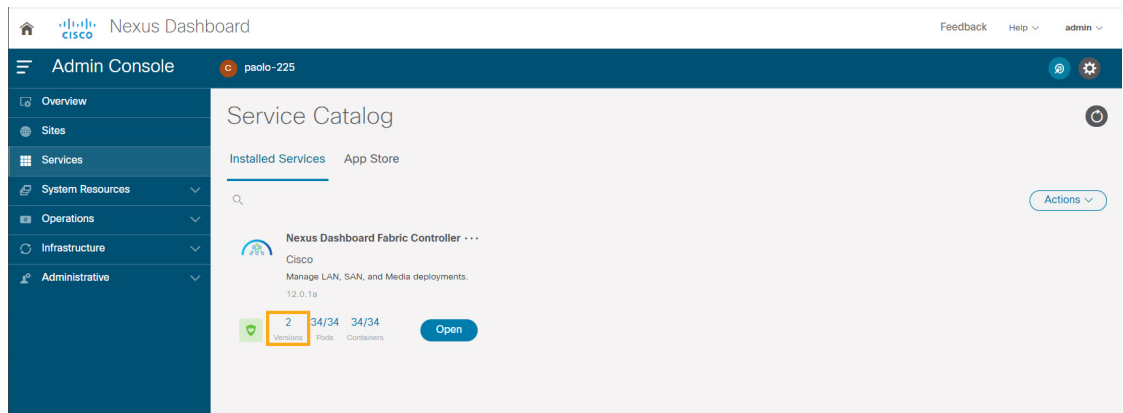 CISCO Nexus Dashboard Feedback Help admin
Admin Console C paolo-225
Overview
Sites
Services
System Resources
Operations
Infrastructure
Administrative
Service Catalog
Installed Services App Store
Actions
Nexus Dashboard Fabric Controller ···
Cisco
Manage LAN, SAN, and Media deployments.
12.0.1a
2 34/34 34/34
Versions Pods Containers
Open